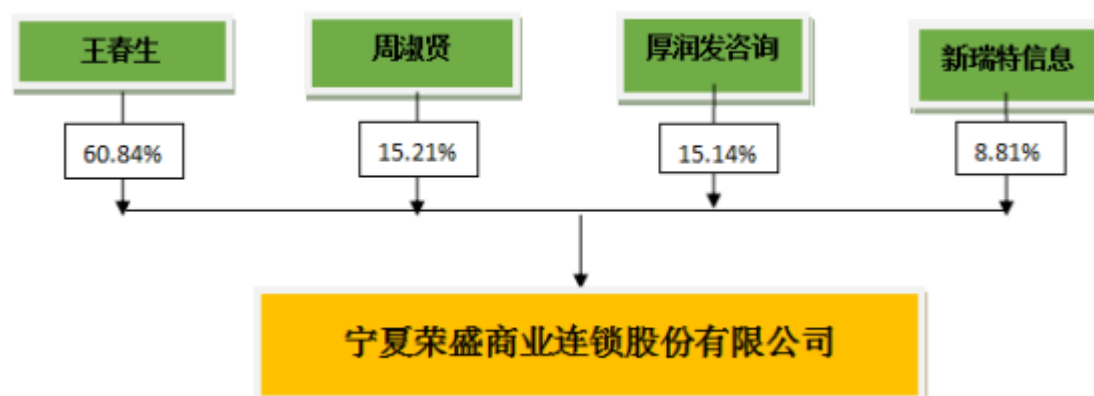 王春生
周淑贤
厚润发咨询
新瑞特信息
60.84%
15.21%
15.14%
8.81%
宁夏荣盛商业连锁股份有限公司